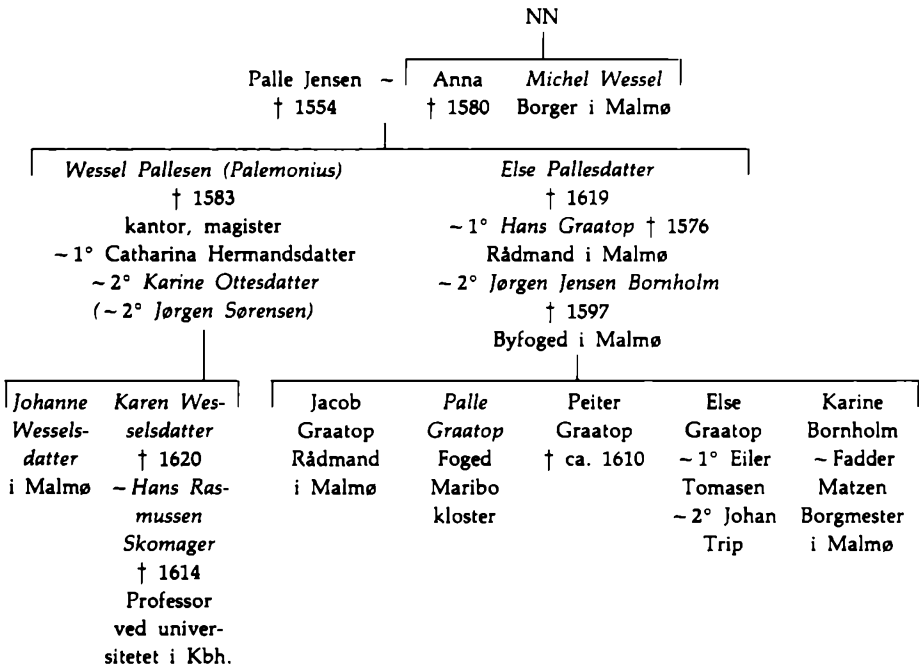 NN
Palle Jensen ~ Anna Michel Wessel
† 1554 † 1580 Borger i Malmø
Wessel Pallesen (Palemonius)
† 1583
kantor, magister
~ 1° Catharina Hermandsdatter
~ 2° Karine Ottesdatter
(~ 2° Jørgen Sørensen)
Else Pallesdatter
† 1619
~ 1° Hans Graatop † 1576
Rådmand i Malmø
~ 2° Jørgen Jensen Bornholm
† 1597
Byfoged i Malmø
Johanne
Wessels-
datter
i Malmø
Karen Wes-
selsdatter
† 1620
~ Hans Ras-
mussen
Skomager
† 1614
Professor
ved univer-
sitetet i Kbh.
Jacob
Graatop
Rådmand
i Malmø
Palle
Graatop
Foged
Maribo
kloster
Peiter
Graatop
† ca. 1610
Else
Graatop
~ 1° Eiler
Tomasen
~ 2° Johan
Trip
Karine
Bornholm
~ Fadder
Matzen
Borgmester
i Malmø